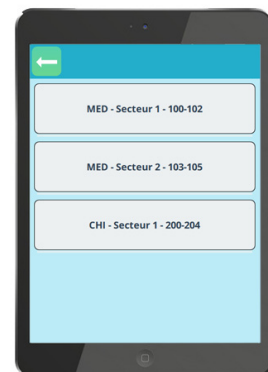 MED - Secteur 1 - 100-102
MED - Secteur 2 - 103-105
CHI - Secteur 1 - 200-204